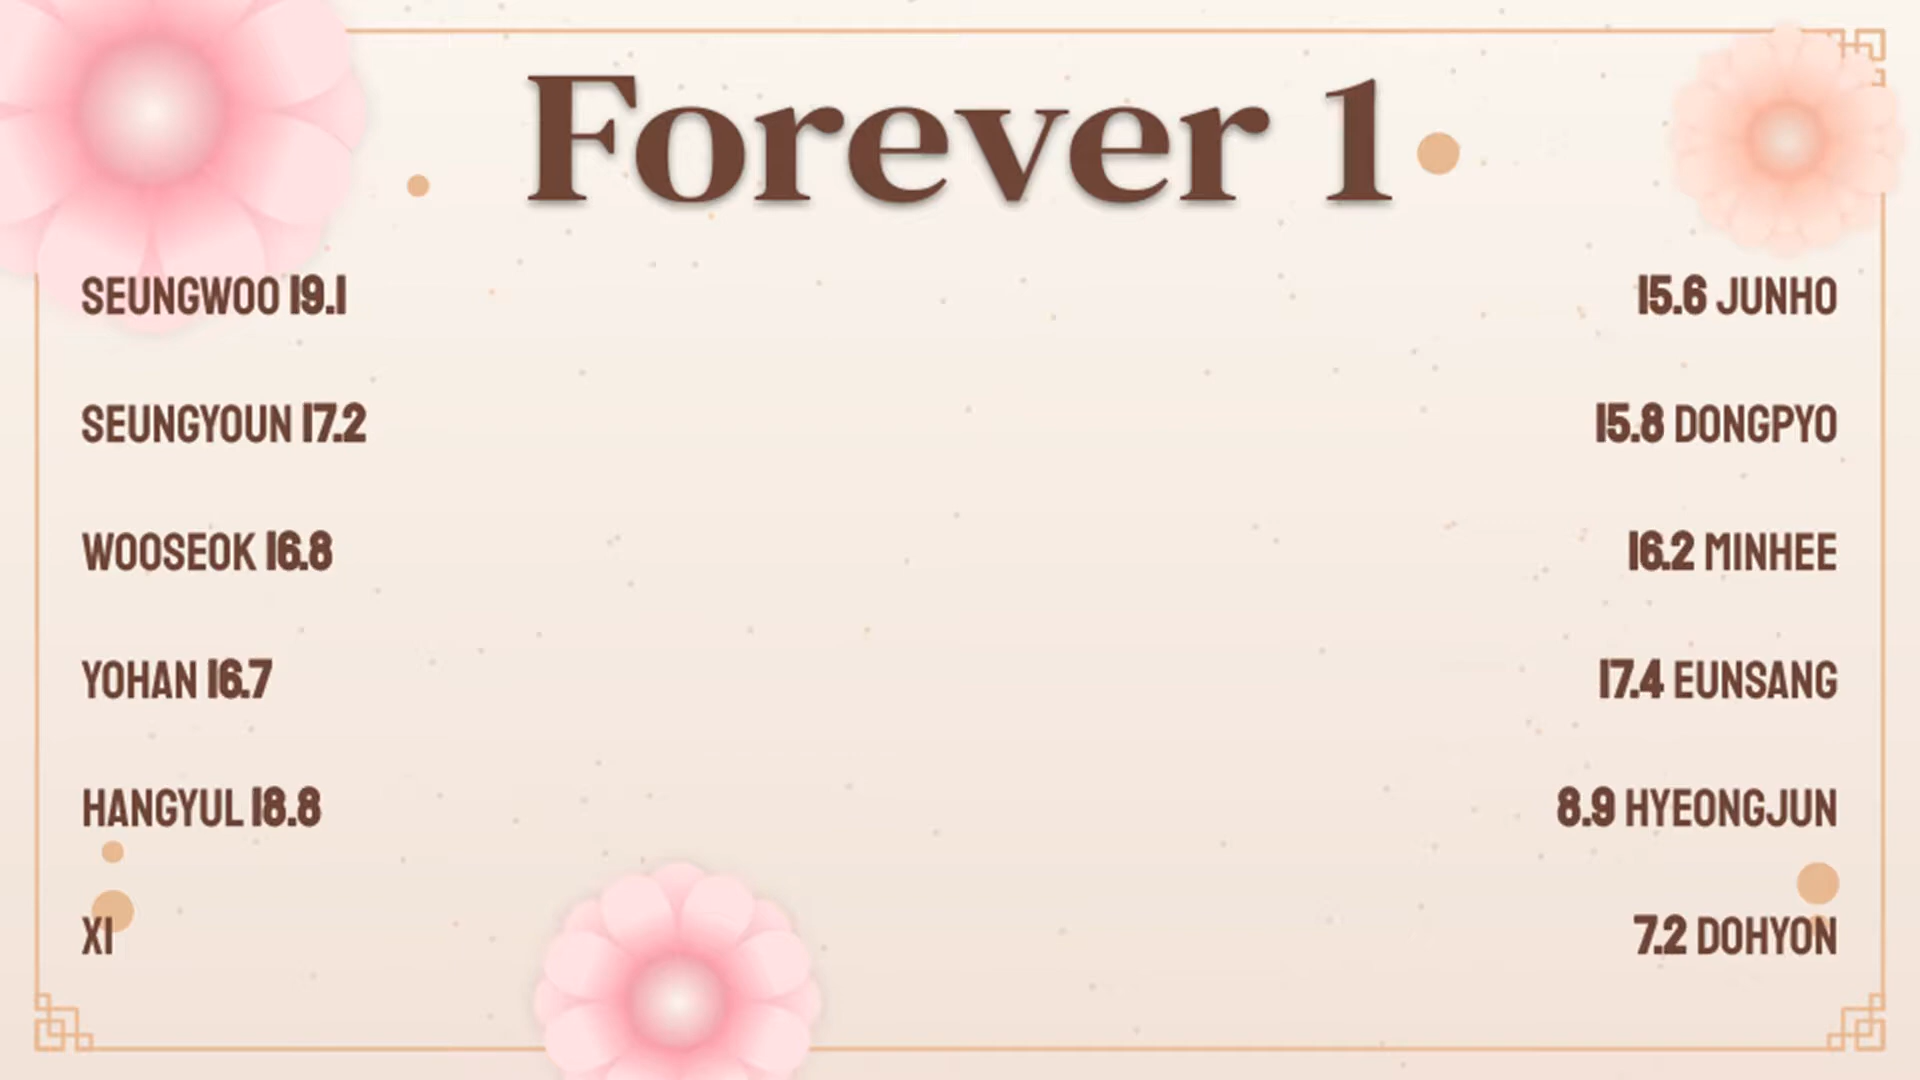 Forever 1
SEUNGWOO 19.1
SEUNGYOUN 17.2
WOOSEOK 16.8
YOHAN 16.7
HANGYUL 18.8
XI
15.6 JUNHO
15.8 DONGPYO
16.2 MINHEE
17.4 EUNSANG
8.9 HYEONGJUN
7.2 DOHYON